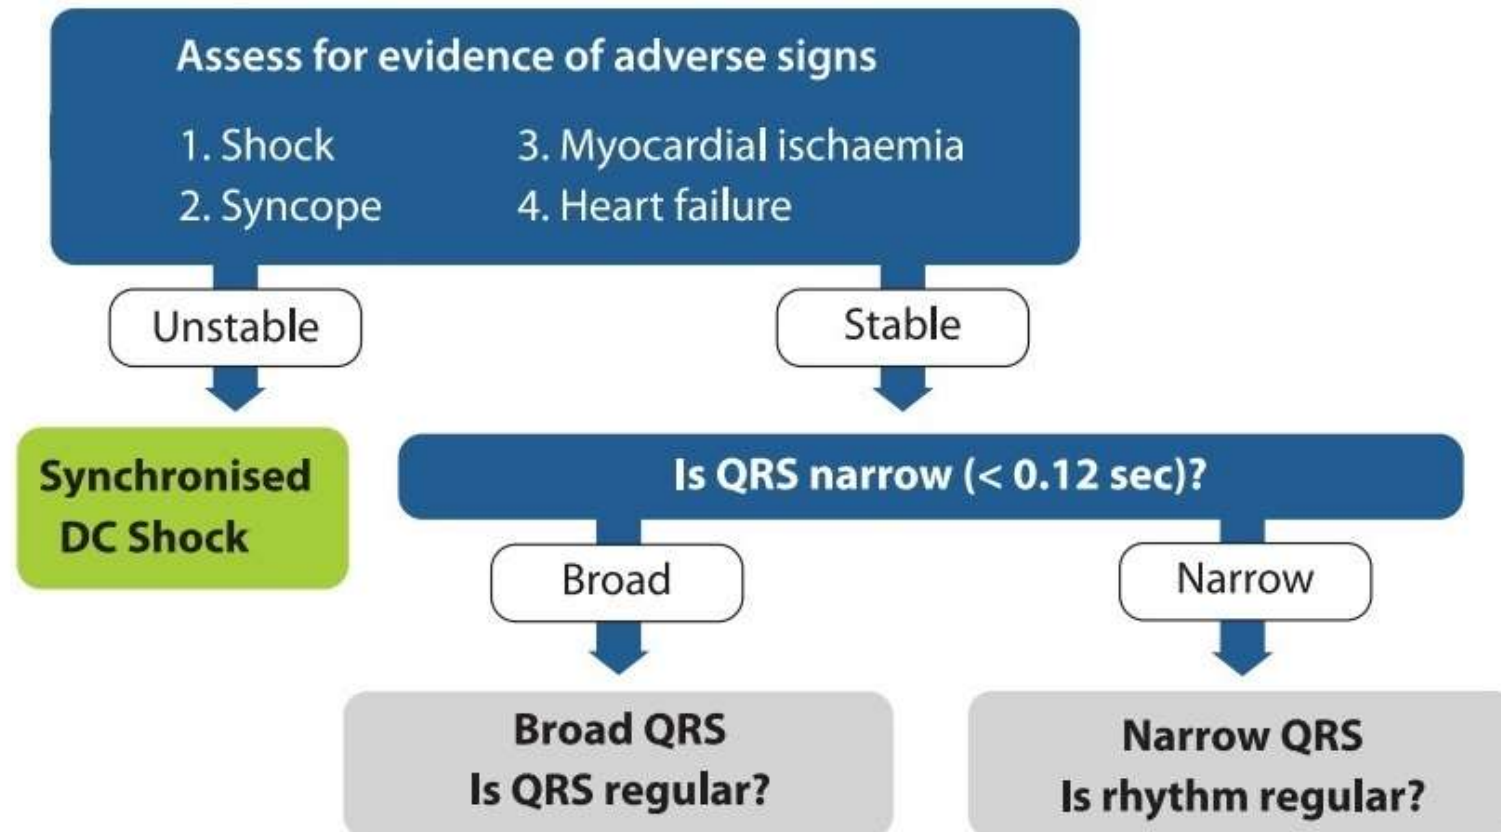 Assess for evidence of adverse signs
1. Shock
2. Syncope
3. Myocardial ischaemia
4. Heart failure
Unstable
Stable
Synchronised
DC Shock
Is QRS narrow (< 0.12 sec)?
Broad
Narrow
Broad QRS
Is QRS regular?
Narrow QRS
Is rhythm regular?